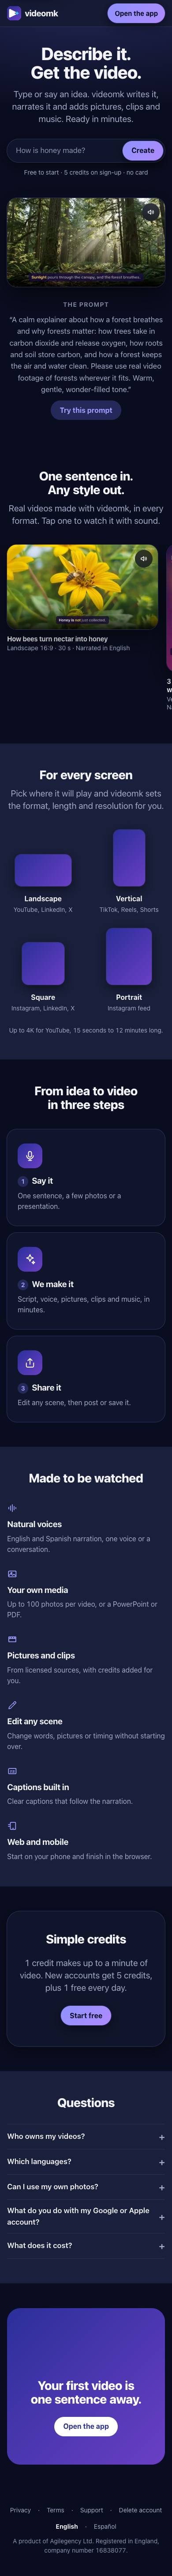 videomk
Open the app
Describe it.
Get the video.
Type or say an idea. videomk writes it,
narrates it and adds pictures, clips and
music. Ready in minutes.
How is honey made?
Create
Free to start · 5 credits on sign-up · no card
Sunlight pours through the canopy, and the forest breathes.
THE PROMPT
"A calm explainer about how a forest breathes
and why forests matter: how trees take in
carbon dioxide and release oxygen, how roots
and soil store carbon, and how a forest keeps
the air and water clean. Please use real video
footage of forests wherever it fits. Warm,
gentle, wonder-filled tone."
Try this prompt
One sentence in.
Any style out.
Real videos made with videomk, in every
format. Tap one to watch it with sound.
Honey is not just collected.
How bees turn nectar into honey
Landscape 16:9 · 30 s · Narrated in English
3
w
Ve
Na
For every screen
Pick where it will play and videomk sets
the format, length and resolution for you.
Landscape
YouTube, LinkedIn, X
Vertical
TikTok, Reels, Shorts
Square
Instagram, LinkedIn, X
Portrait
Instagram feed
Up to 4K for YouTube, 15 seconds to 12 minutes long.
From idea to video
in three steps
1 Say it
One sentence, a few photos or a
presentation.
2 We make it
Script, voice, pictures, clips and music, in
minutes.
3 Share it
Edit any scene, then post or save it.
Made to be watched
Natural voices
English and Spanish narration, one voice or a
conversation.
Your own media
Up to 100 photos per video, or a PowerPoint or
PDF.
Pictures and clips
From licensed sources, with credits added for
you.
Edit any scene
Change words, pictures or timing without starting
over.
Captions built in
Clear captions that follow the narration.
Web and mobile
Start on your phone and finish in the browser.
Simple credits
1 credit makes up to a minute of
video. New accounts get 5 credits,
plus 1 free every day.
Start free
Questions
Who owns my videos? +
Which languages? +
Can I use my own photos? +
What do you do with my Google or Apple
account? +
What does it cost? +
Your first video is
one sentence away.
Open the app
Privacy · Terms · Support · Delete account
English · Español
A product of Agilegency Ltd. Registered in England,
company number 16838077.